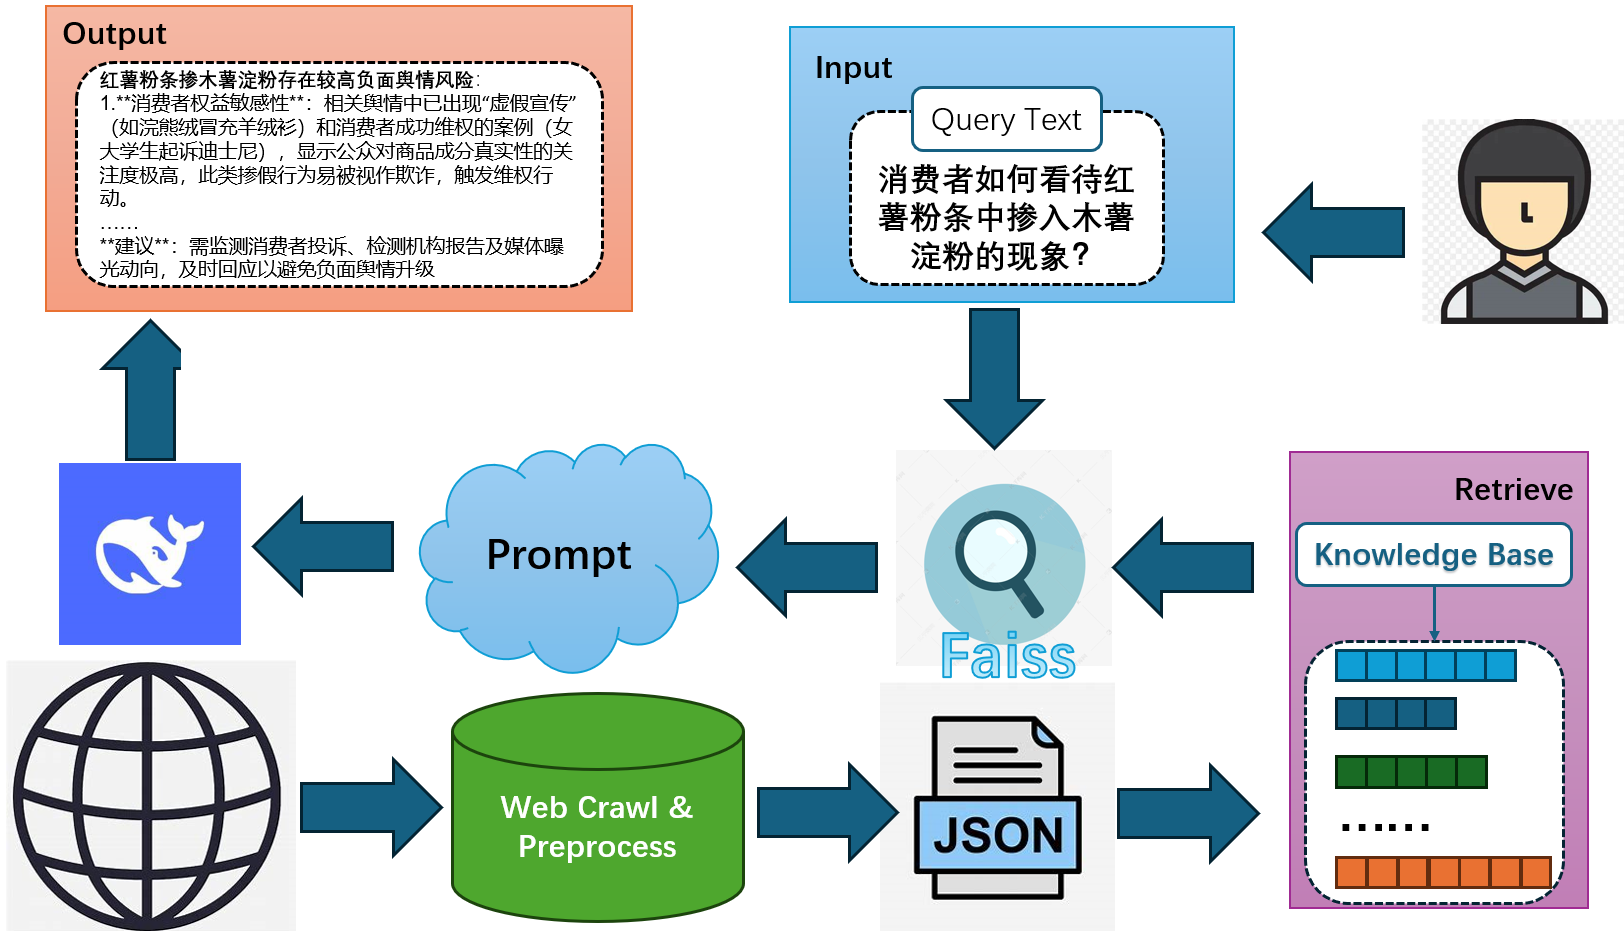 Output
红薯粉条掺木薯淀粉存在较高负面舆情风险：
1.**消费者权益敏感性**：相关舆情中已出现“虚假宣传”
（如浣熊绒冒充羊绒衫）和消费者成功维权的案例（女
大学生起诉迪士尼），显示公众对商品成分真实性的关
注度极高，此类掺假行为易被视作欺诈，触发维权行
动。
……
**建议**：需监测消费者投诉、检测机构报告及媒体曝
光动向，及时回应以避免负面舆情升级
Input
Query Text
消费者如何看待红
薯粉条中掺入木薯
淀粉的现象？
Prompt
Faiss
Retrieve
Knowledge Base
……
Web Crawl &
Preprocess
JSON